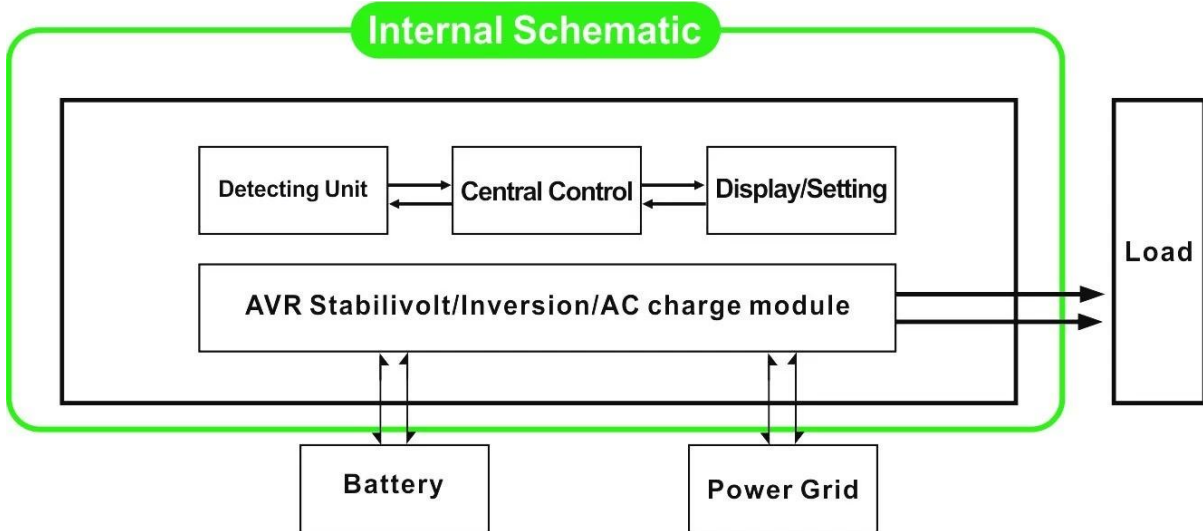 Internal Schematic
Detecting Unit
Central Control
Display/Setting
Load
AVR Stabilivolt/Inversion/AC charge module
Battery
Power Grid